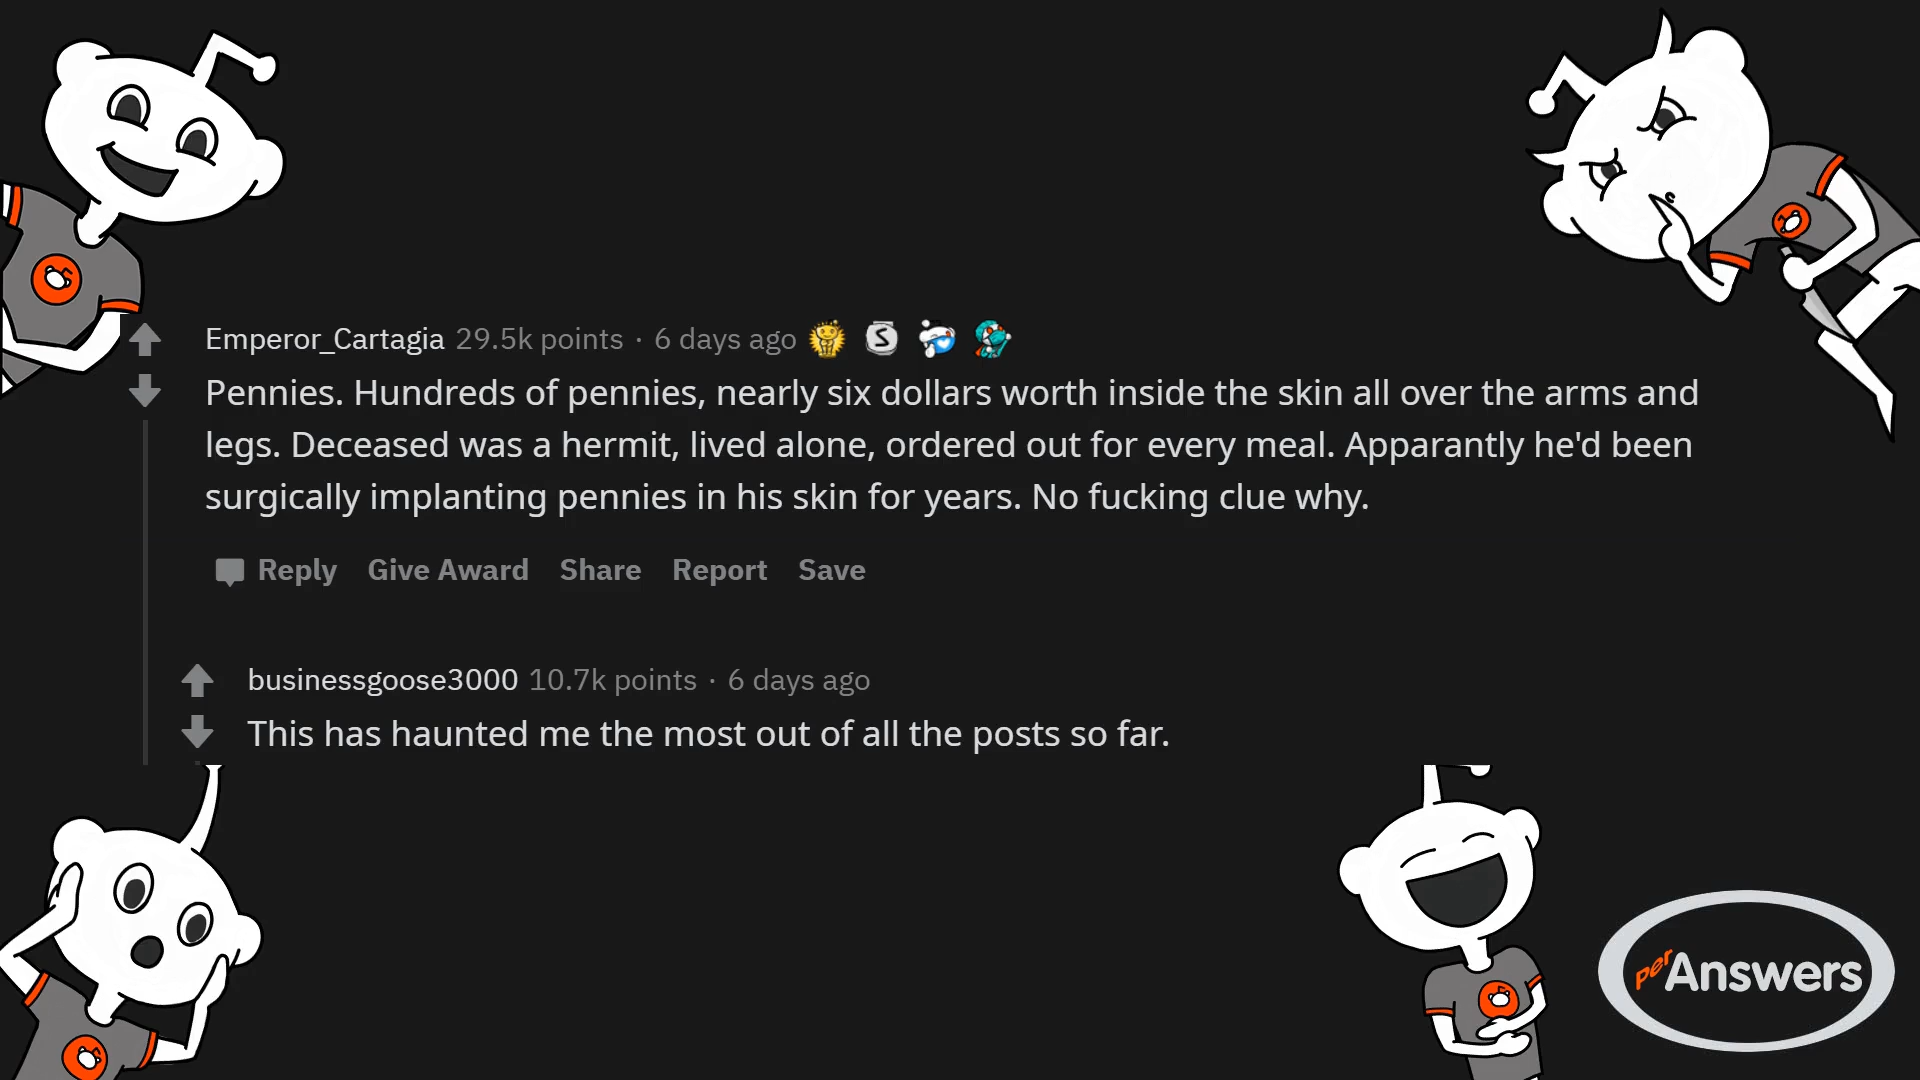 Emperor_Cartagia 29.5k points · 6 days ago
Pennies. Hundreds of pennies, nearly six dollars worth inside the skin all over the arms and
legs. Deceased was a hermit, lived alone, ordered out for every meal. Apparantly he'd been
surgically implanting pennies in his skin for years. No fucking clue why.
Reply Give Award Share Report Save
businessgoose3000 10.7k points · 6 days ago
This has haunted me the most out of all the posts so far.
per Answers